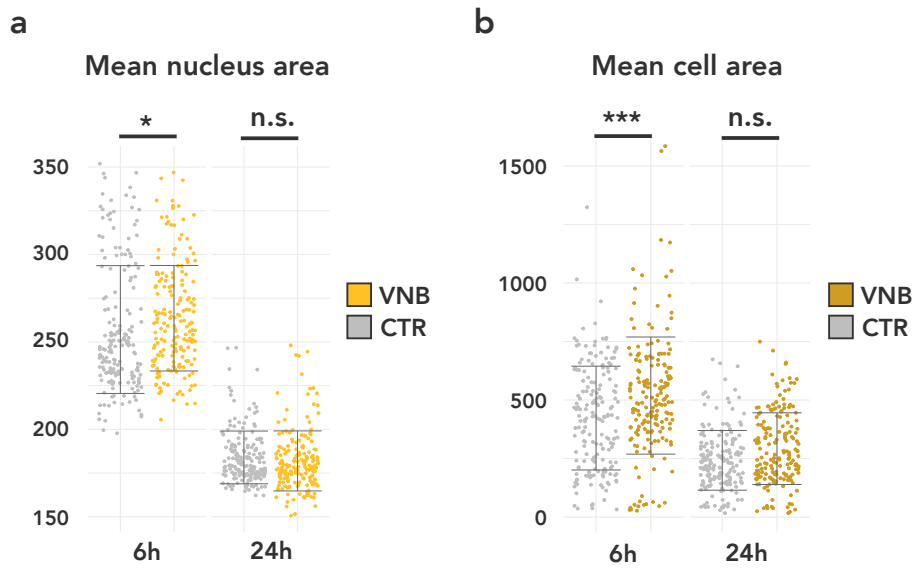 a
Mean nucleus area
* n.s.
350
300
250
200
150
6h 24h
VNB
CTR
b
Mean cell area
*** n.s.
1500
1000
500
0
6h 24h
VNB
CTR